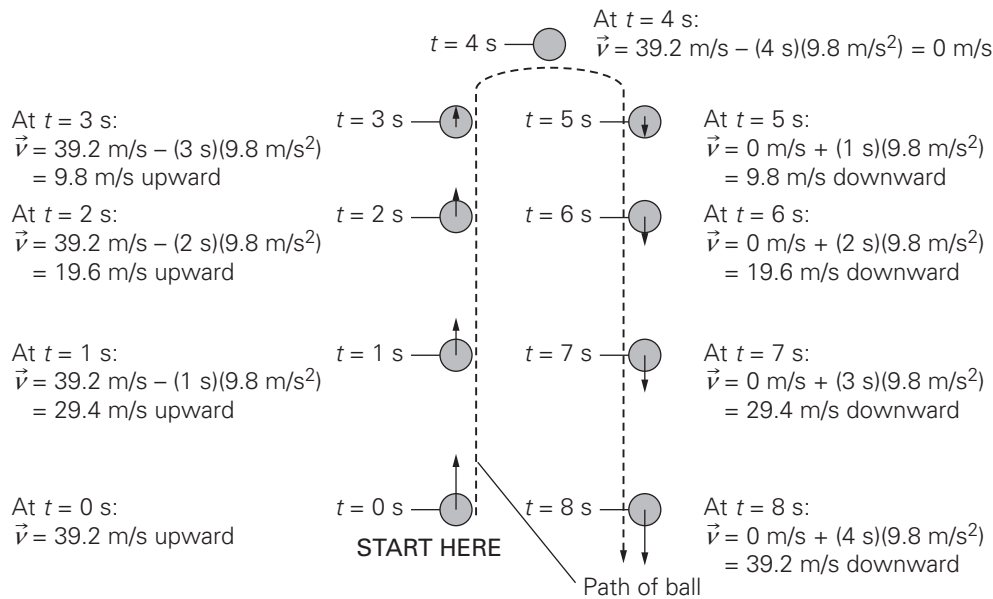 At t = 4 s:
v⃗ = 39.2 m/s – (4 s)(9.8 m/s²) = 0 m/s
t = 4 s
At t = 3 s:
v⃗ = 39.2 m/s – (3 s)(9.8 m/s²)
= 9.8 m/s upward
t = 3 s
t = 5 s
At t = 5 s:
v⃗ = 0 m/s + (1 s)(9.8 m/s²)
= 9.8 m/s downward
At t = 2 s:
v⃗ = 39.2 m/s – (2 s)(9.8 m/s²)
= 19.6 m/s upward
t = 2 s
t = 6 s
At t = 6 s:
v⃗ = 0 m/s + (2 s)(9.8 m/s²)
= 19.6 m/s downward
At t = 1 s:
v⃗ = 39.2 m/s – (1 s)(9.8 m/s²)
= 29.4 m/s upward
t = 1 s
t = 7 s
At t = 7 s:
v⃗ = 0 m/s + (3 s)(9.8 m/s²)
= 29.4 m/s downward
At t = 0 s:
v⃗ = 39.2 m/s upward
t = 0 s
START HERE
t = 8 s
At t = 8 s:
v⃗ = 0 m/s + (4 s)(9.8 m/s²)
= 39.2 m/s downward
Path of ball